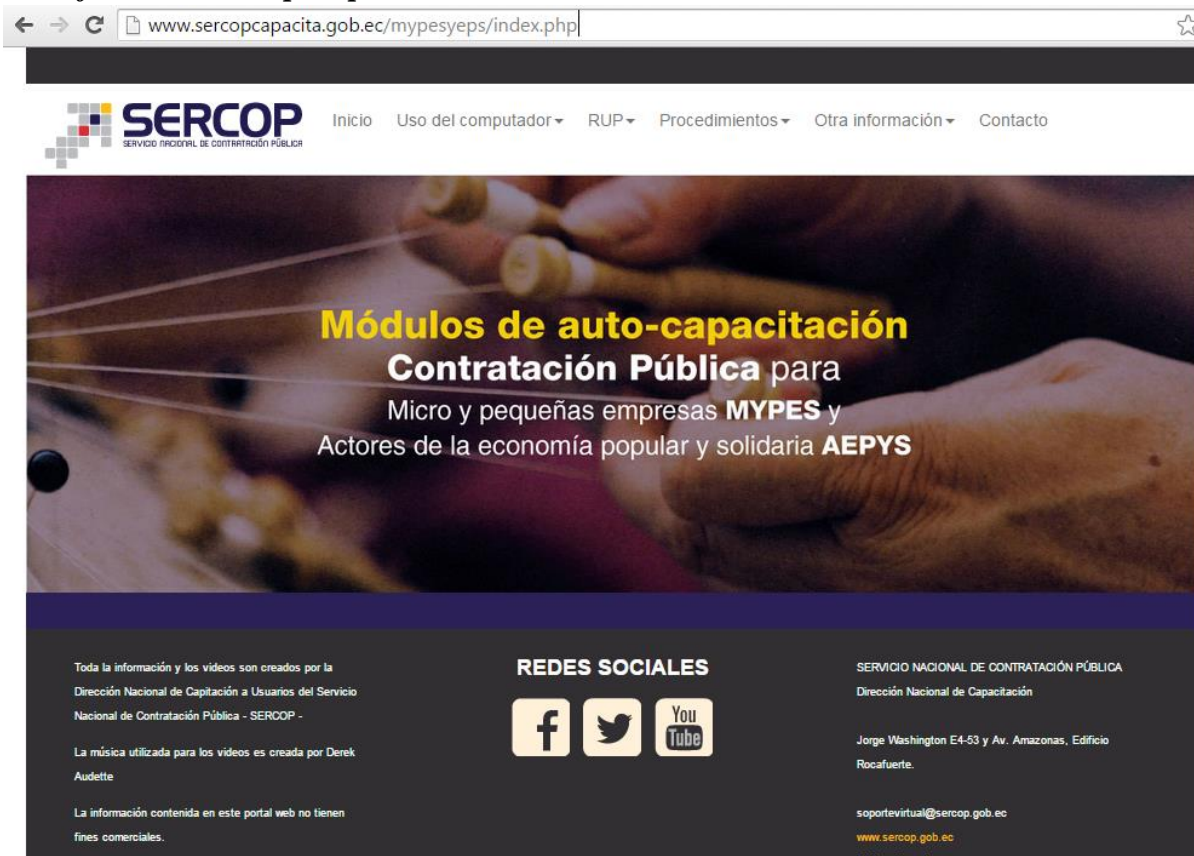 www.sercopcapacita.gob.ec/mypesyeps/index.php
SERCOP
SERVICIO NACIONAL DE CONTRATACIÓN PÚBLICA
Inicio Uso del computador RUP Procedimientos Otra información Contacto
Módulos de auto-capacitación
Contratación Pública para
Micro y pequeñas empresas MYPES y
Actores de la economía popular y solidaria AEPYS
Toda la información y los videos son creados por la
Dirección Nacional de Capitación a Usuarios del Servicio
Nacional de Contratación Pública - SERCOP -
La música utilizada para los videos es creada por Derek
Audette
La información contenida en este portal web no tienen
fines comerciales.
REDES SOCIALES
f
You
Tube
SERVICIO NACIONAL DE CONTRATACIÓN PÚBLICA
Dirección Nacional de Capacitación
Jorge Washington E4-53 y Av. Amazonas, Edificio
Rocafuerte.
soportevirtual@sercop.gob.ec
www.sercop.gob.ec